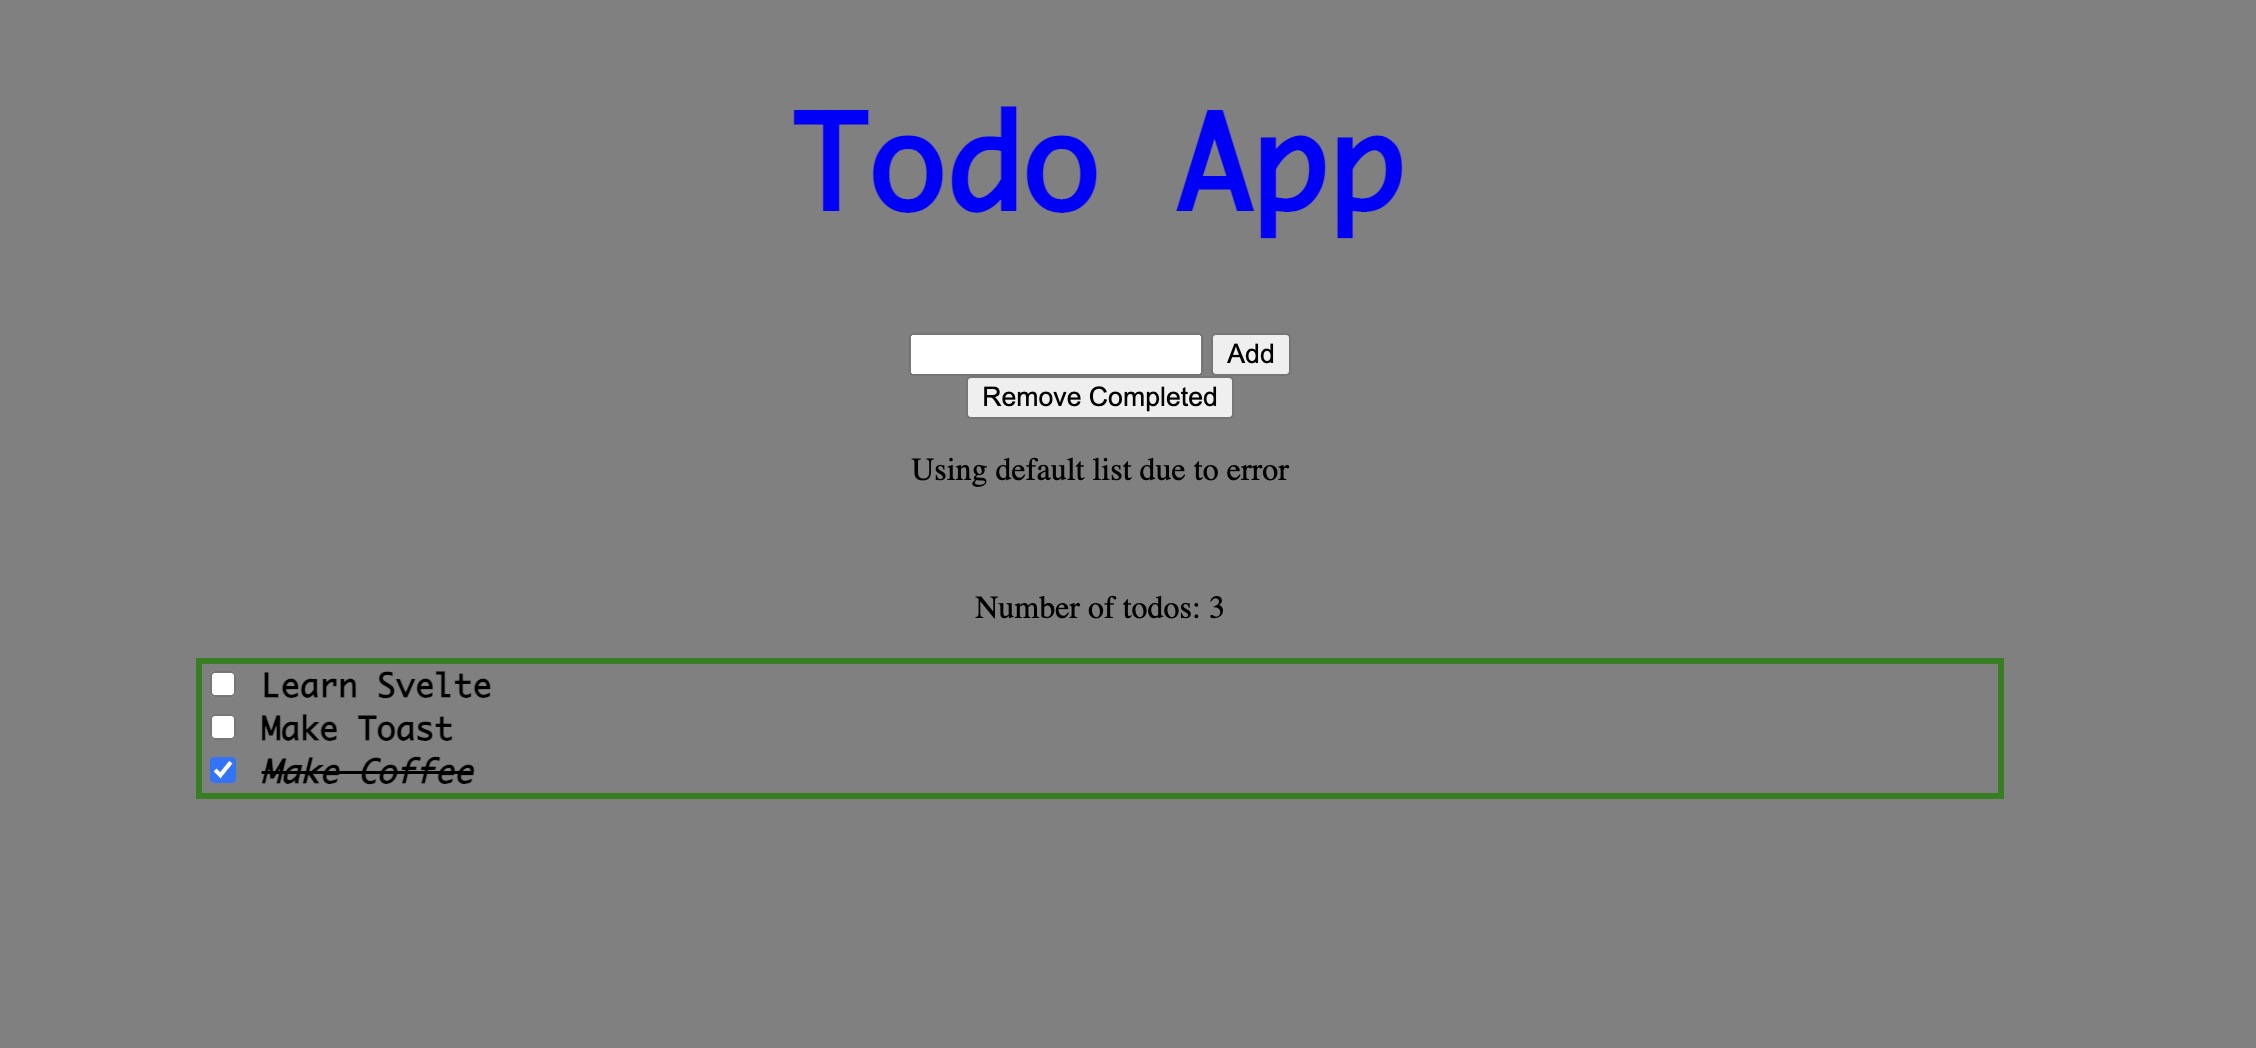 Todo App
Add
Remove Completed
Using default list due to error
Number of todos: 3
Learn Svelte
Make Toast
Make Coffee